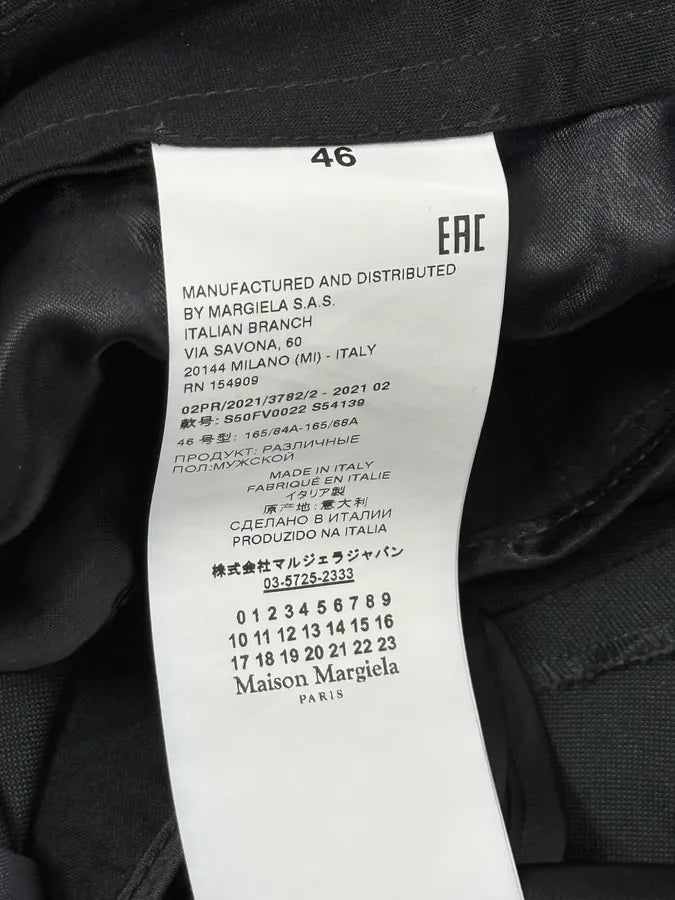 46
EAC
MANUFACTURED AND DISTRIBUTED
BY MARGIELA S.A.S.
ITALIAN BRANCH
VIA SAVONA, 60
20144 MILANO (MI) - ITALY
RN 154909
02PR/2021/3782/2 - 2021 02
款号: S50FV0022 S54139
46 号型: 165/84A-165/68A
ПРОДУКТ: РАЗЛИЧНЫЕ
ПОЛ:МУЖСКОЙ
MADE IN ITALY
FABRIQUÉ EN ITALIE
イタリア製
原产地:意大利
СДЕЛАНО В ИТАЛИИ
PRODUZIDO NA ITALIA
株式会社マルジェラジャパン
03-5725-2333
0 1 2 3 4 5 6 7 8 9
10 11 12 13 14 15 16
17 18 19 20 21 22 23
Maison Margiela
PARIS